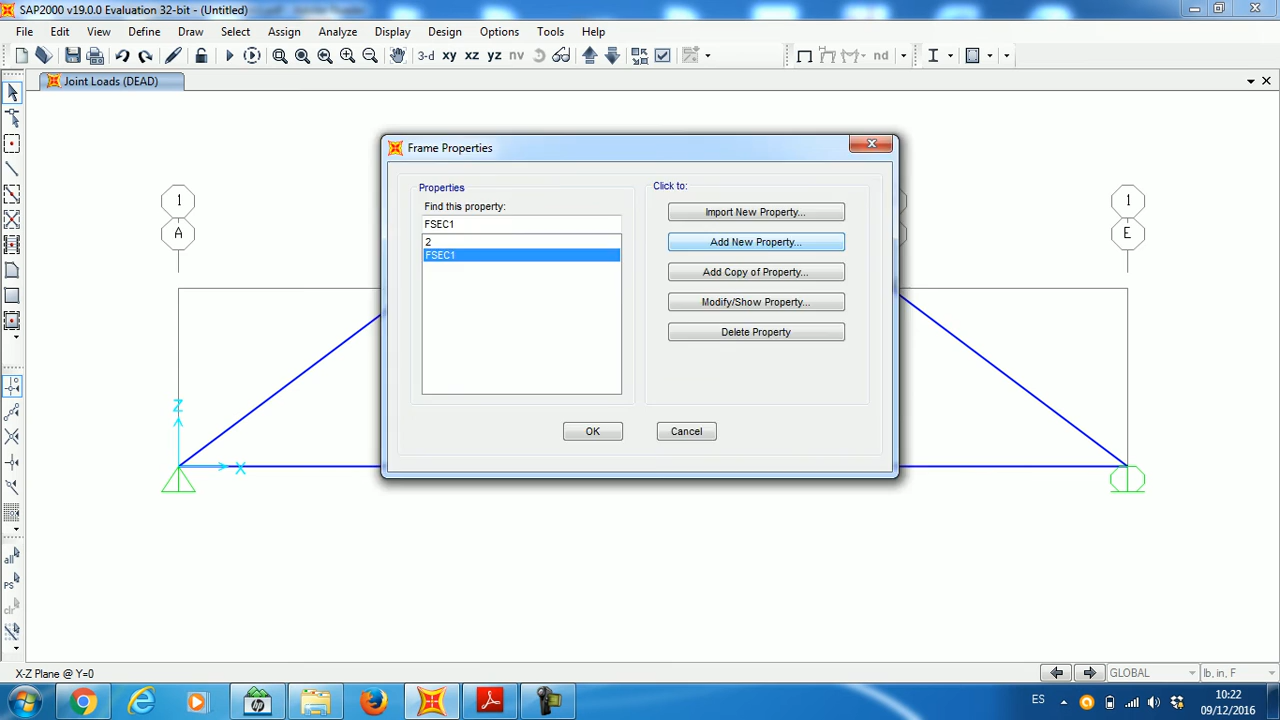 SAP2000 v19.0.0 Evaluation 32-bit - (Untitled)
File Edit View Define Draw Select Assign Analyze Display Design Options Tools Help
3-d xy xz yz nv nd
Joint Loads (DEAD)
Frame Properties
Properties
Click to:
Find this property:
FSEC1
2
FSEC1
Import New Property...
Add New Property...
Add Copy of Property...
Modify/Show Property...
Delete Property
OK
Cancel
1
A
1
E
Z
X
all
PS
clr
X-Z Plane @ Y=0
GLOBAL
lb, in, F
ES
10:22
09/12/2016